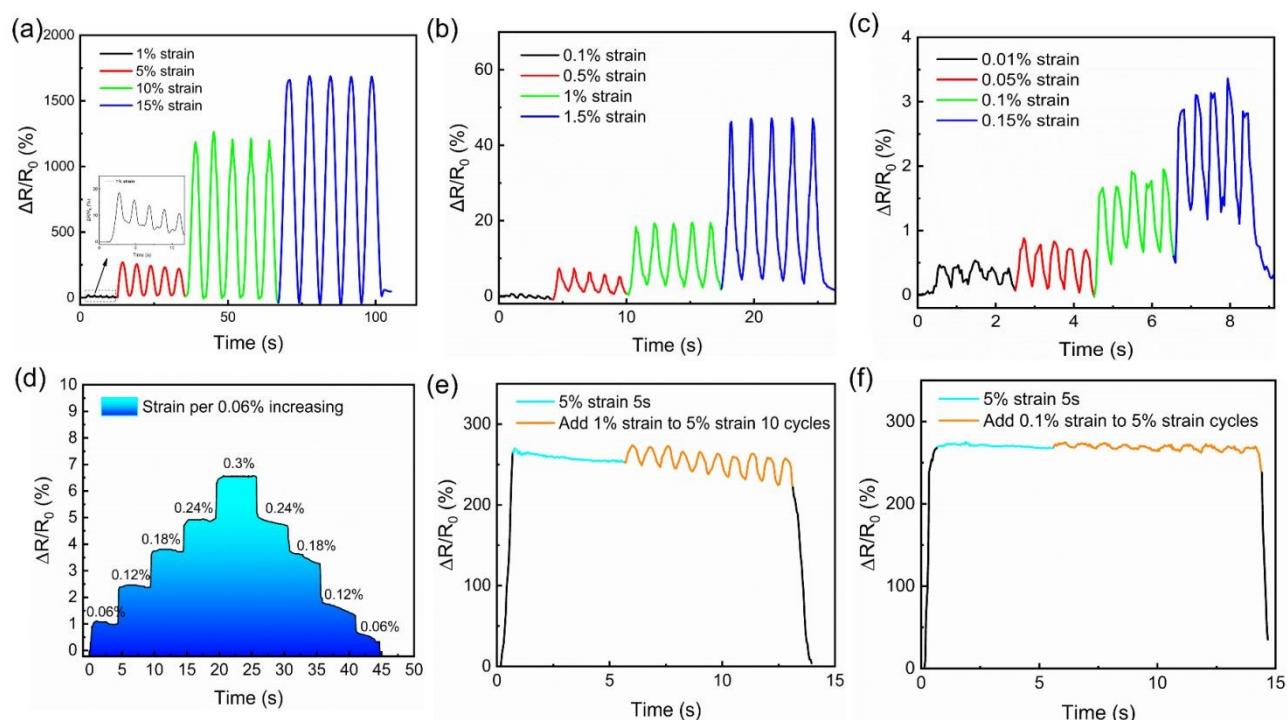 (a)
2000
1500
1000
500
0
ΔR/R0 (%)
1% strain
5% strain
10% strain
15% strain
1% strain
Time (s)
0 50 100
Time (s)
(b)
60
40
20
0
ΔR/R0 (%)
0.1% strain
0.5% strain
1% strain
1.5% strain
0 10 20
Time (s)
(c)
4
3
2
1
0
ΔR/R0 (%)
0.01% strain
0.05% strain
0.1% strain
0.15% strain
0 2 4 6 8
Time (s)
(d)
10
9
8
7
6
5
4
3
2
1
0
ΔR/R0 (%)
Strain per 0.06% increasing
0.3%
0.24% 0.24%
0.18% 0.18%
0.12% 0.12%
0.06% 0.06%
0 5 10 15 20 25 30 35 40 45 50
Time (s)
(e)
300
200
100
0
ΔR/R0 (%)
5% strain 5s
Add 1% strain to 5% strain 10 cycles
0 5 10 15
Time (s)
(f)
300
200
100
0
ΔR/R0 (%)
5% strain 5s
Add 0.1% strain to 5% strain cycles
0 5 10 15
Time (s)